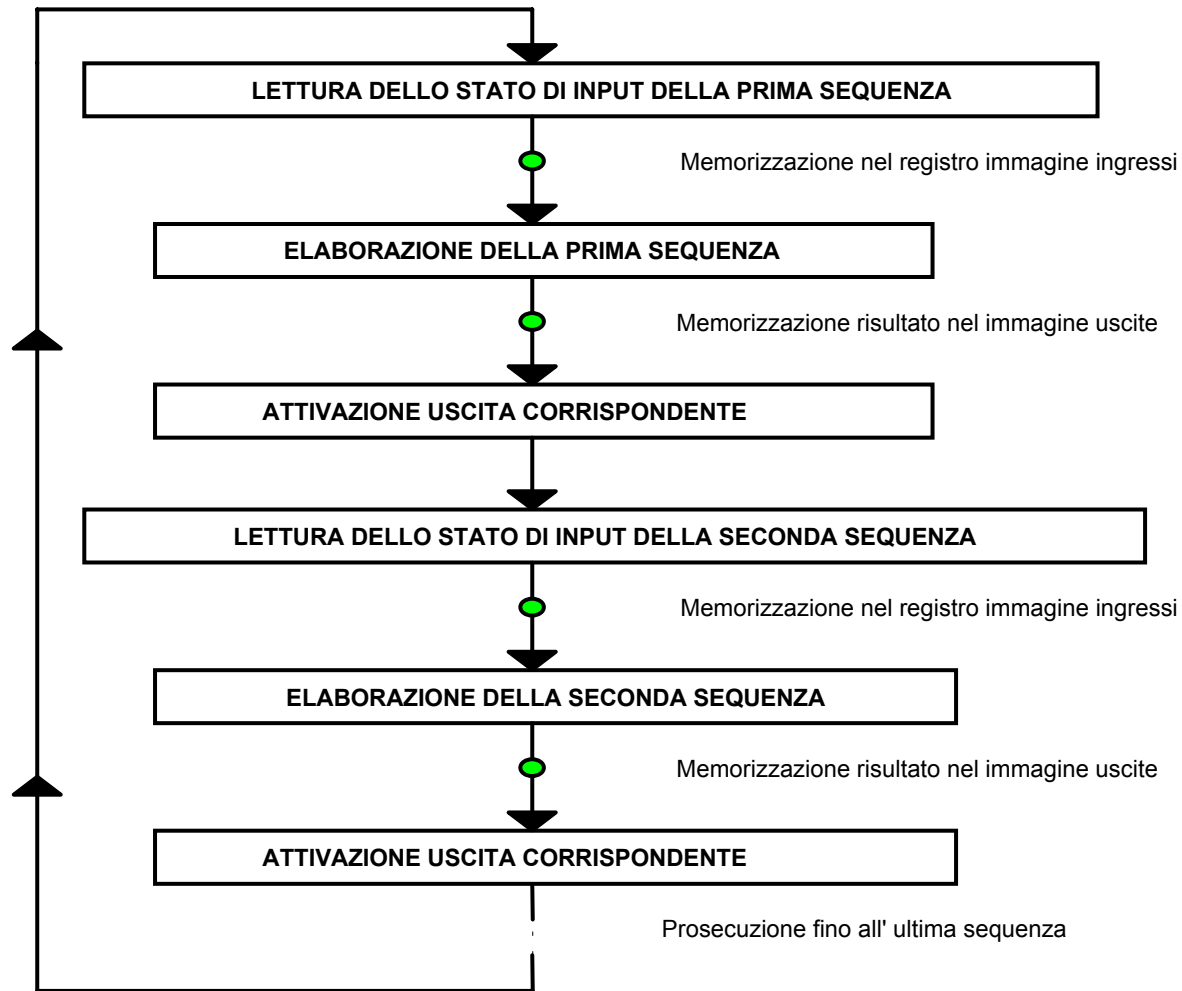 LETTURA DELLO STATO DI INPUT DELLA PRIMA SEQUENZA
Memorizzazione nel registro immagine ingressi
ELABORAZIONE DELLA PRIMA SEQUENZA
Memorizzazione risultato nel immagine uscite
ATTIVAZIONE USCITA CORRISPONDENTE
LETTURA DELLO STATO DI INPUT DELLA SECONDA SEQUENZA
Memorizzazione nel registro immagine ingressi
ELABORAZIONE DELLA SECONDA SEQUENZA
Memorizzazione risultato nel immagine uscite
ATTIVAZIONE USCITA CORRISPONDENTE
Prosecuzione fino all' ultima sequenza